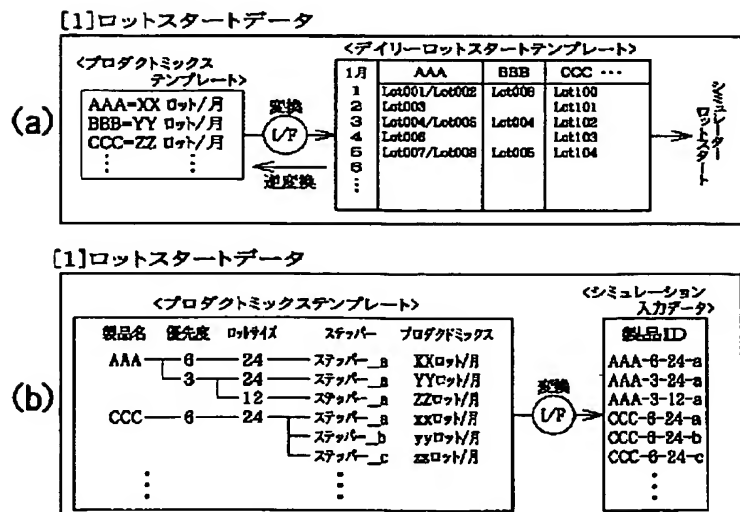 [1]ロットスタートデータ
(a)
<プロダクトミックス
テンプレート>
AAA=XX ロット/月
BBB=YY ロット/月
CCC=ZZ ロット/月
⋮ ⋮
変換
I/F
逆変換
<デイリーロットスタートテンプレート>
1月 AAA BBB CCC ⋯
1 Lot001/Lot002 Lot008 Lot100
2 Lot003 Lot101
3 Lot004/Lot005 Lot004 Lot102
4 Lot006 Lot103
5 Lot007/Lot008 Lot005 Lot104
6
⋮
シミュレーター
ロットスタート
[1]ロットスタートデータ
(b)
<プロダクトミックステンプレート>
製品名 優先度 ロットサイズ ステッパー プロダクトミックス
AAA 6 24 ステッパー_a XXロット/月
3 24 ステッパー_a YYロット/月
12 ステッパー_a ZZロット/月
CCC 6 24 ステッパー_a xxロット/月
ステッパー_b yyロット/月
ステッパー_c zzロット/月
⋮ ⋮ ⋮
変換
I/F
<シミュレーション
入力データ>
製品ID
AAA-6-24-a
AAA-3-24-a
AAA-3-12-a
CCC-6-24-a
CCC-6-24-b
CCC-6-24-c
⋮